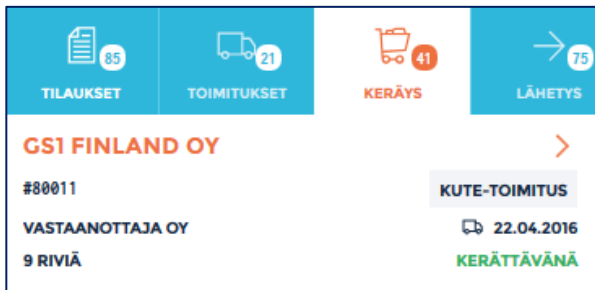 85 21 41 75
TILAUKSET TOIMITUKSET KERÄYS LÄHETYS
GS1 FINLAND OY
#80011 KUTE-TOIMITUS
VASTAANOTTAJA OY 22.04.2016
9 RIVIÄ KERÄTTÄVÄNÄ